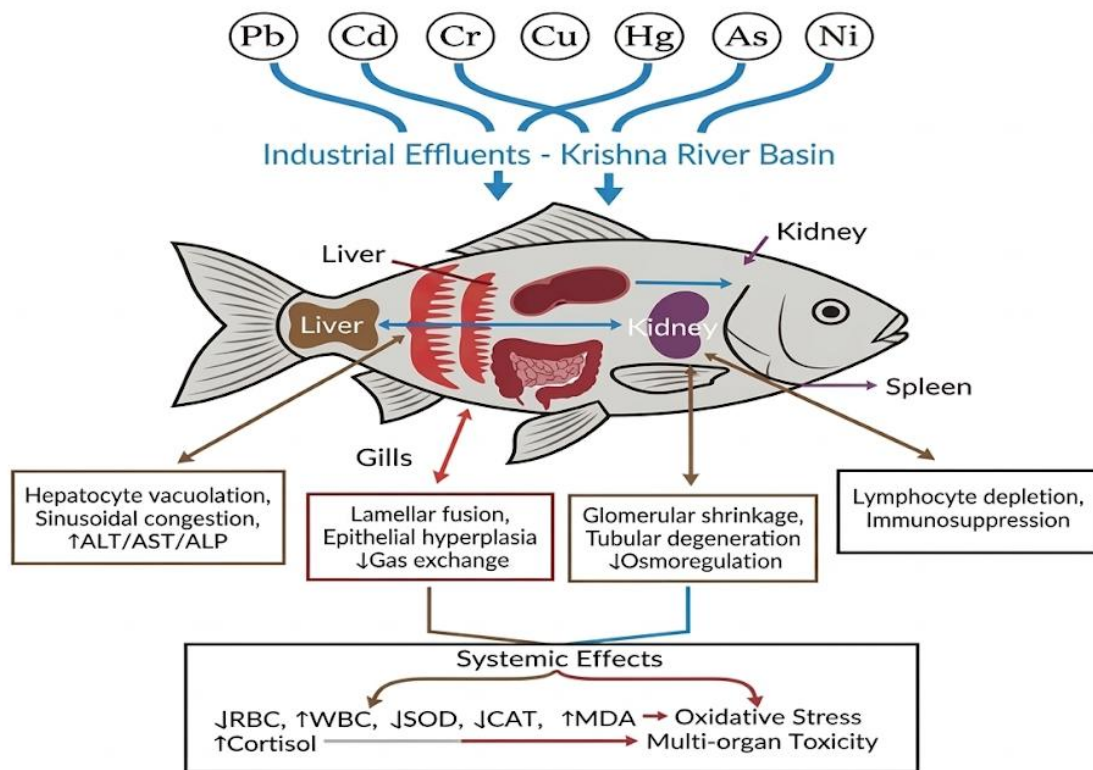 Pb Cd Cr Cu Hg As Ni
Industrial Effluents - Krishna River Basin
Kidney
Liver
Liver
Kidney
Spleen
Gills
Hepatocyte vacuolation,
Sinusoidal congestion,
↑ALT/AST/ALP
Lamellar fusion,
Epithelial hyperplasia
↓Gas exchange
Glomerular shrinkage,
Tubular degeneration
↓Osmoregulation
Lymphocyte depletion,
Immunosuppression
Systemic Effects
↓RBC, ↑WBC, ↓SOD, ↓CAT, ↑MDA → Oxidative Stress
↑Cortisol → Multi-organ Toxicity